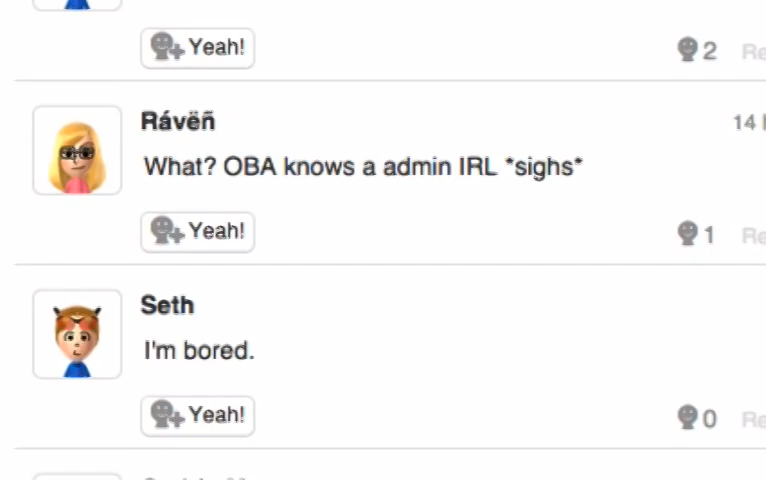 Yeah!
2
Rávëñ
14
What? OBA knows a admin IRL *sighs*
Yeah!
1
Seth
I'm bored.
Yeah!
0